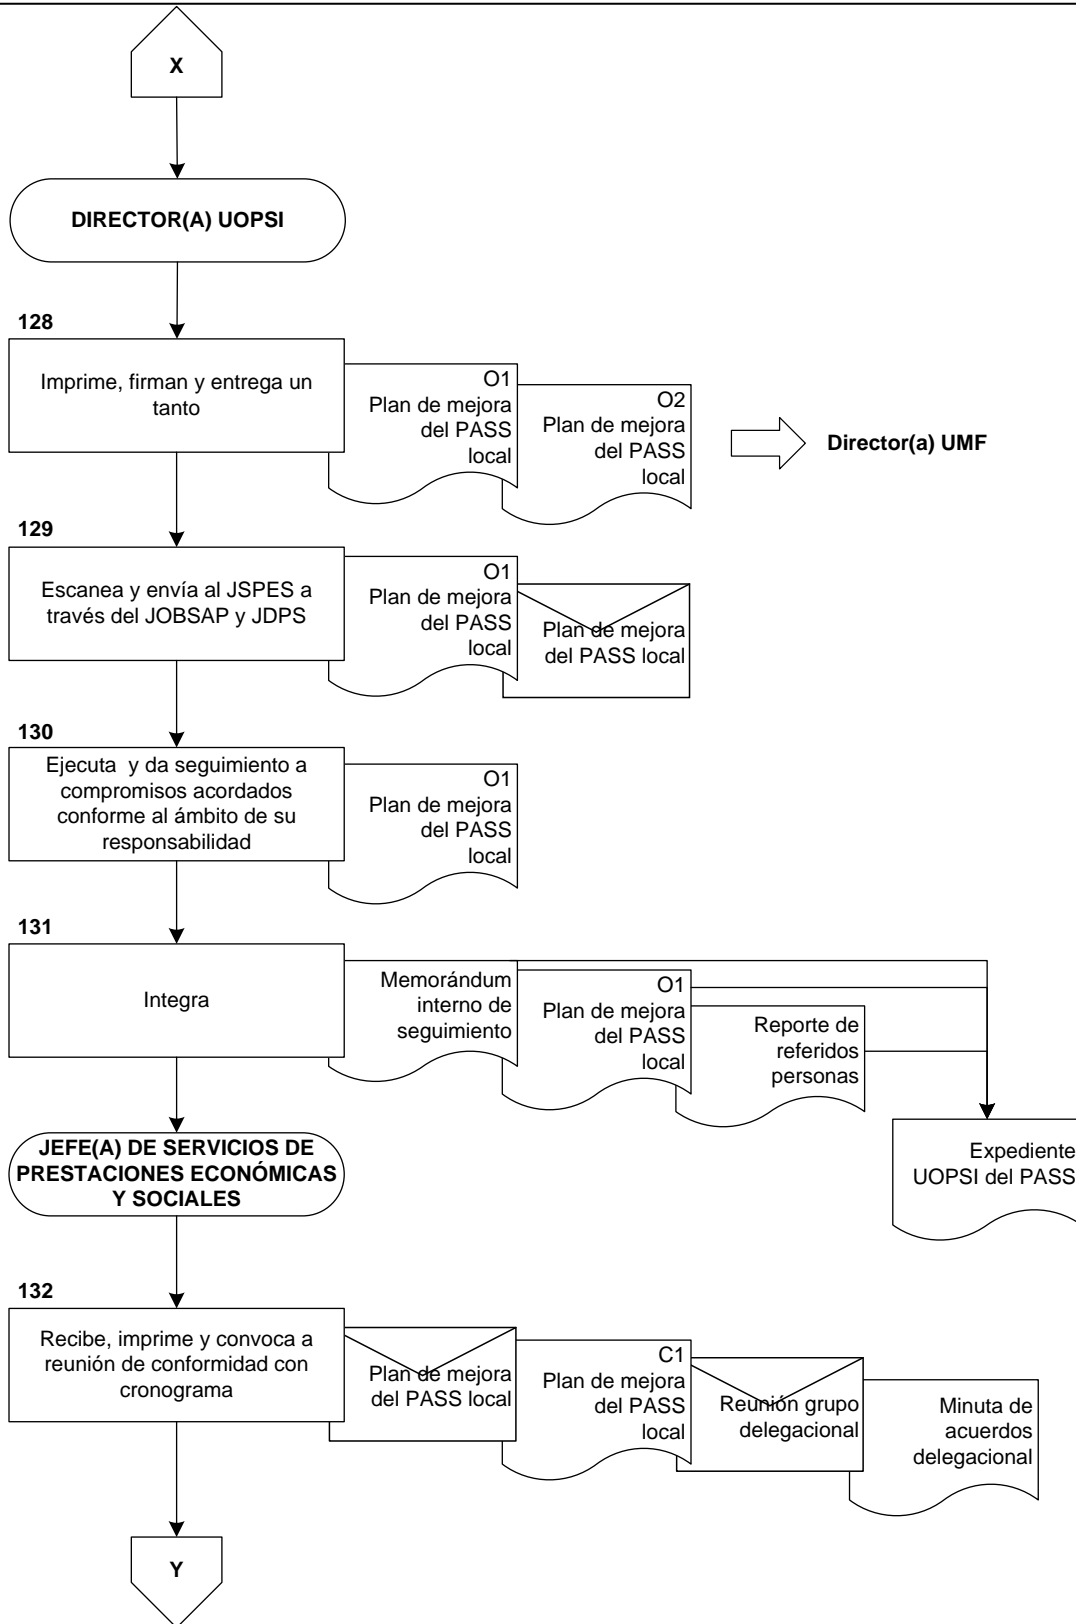 X
DIRECTOR(A) UOPSI
128
Imprime, firman y entrega un
tanto
O1
Plan de mejora
del PASS
local
O2
Plan de mejora
del PASS
local
Director(a) UMF
129
Escanea y envía al JSPES a
través del JOBSAP y JDPS
O1
Plan de mejora
del PASS
local
Plan de mejora
del PASS local
130
Ejecuta y da seguimiento a
compromisos acordados
conforme al ámbito de su
responsabilidad
O1
Plan de mejora
del PASS
local
131
Integra
Memorándum
interno de
seguimiento
O1
Plan de mejora
del PASS
local
Reporte de
referidos
personas
Expediente
UOPSI del PASS
JEFE(A) DE SERVICIOS DE
PRESTACIONES ECONÓMICAS
Y SOCIALES
132
Recibe, imprime y convoca a
reunión de conformidad con
cronograma
Plan de mejora
del PASS local
C1
Plan de mejora
del PASS
local
Reunión grupo
delegacional
Minuta de
acuerdos
delegacional
Y